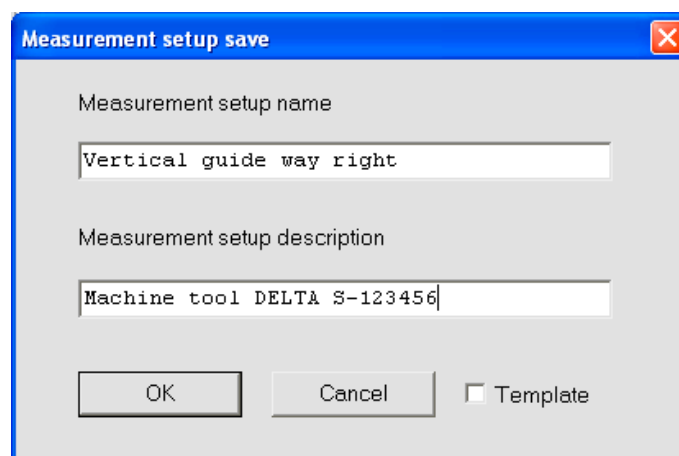 Measurement setup save
Measurement setup name
Vertical guide way right
Measurement setup description
Machine tool DELTA S-123456
OK Cancel Template